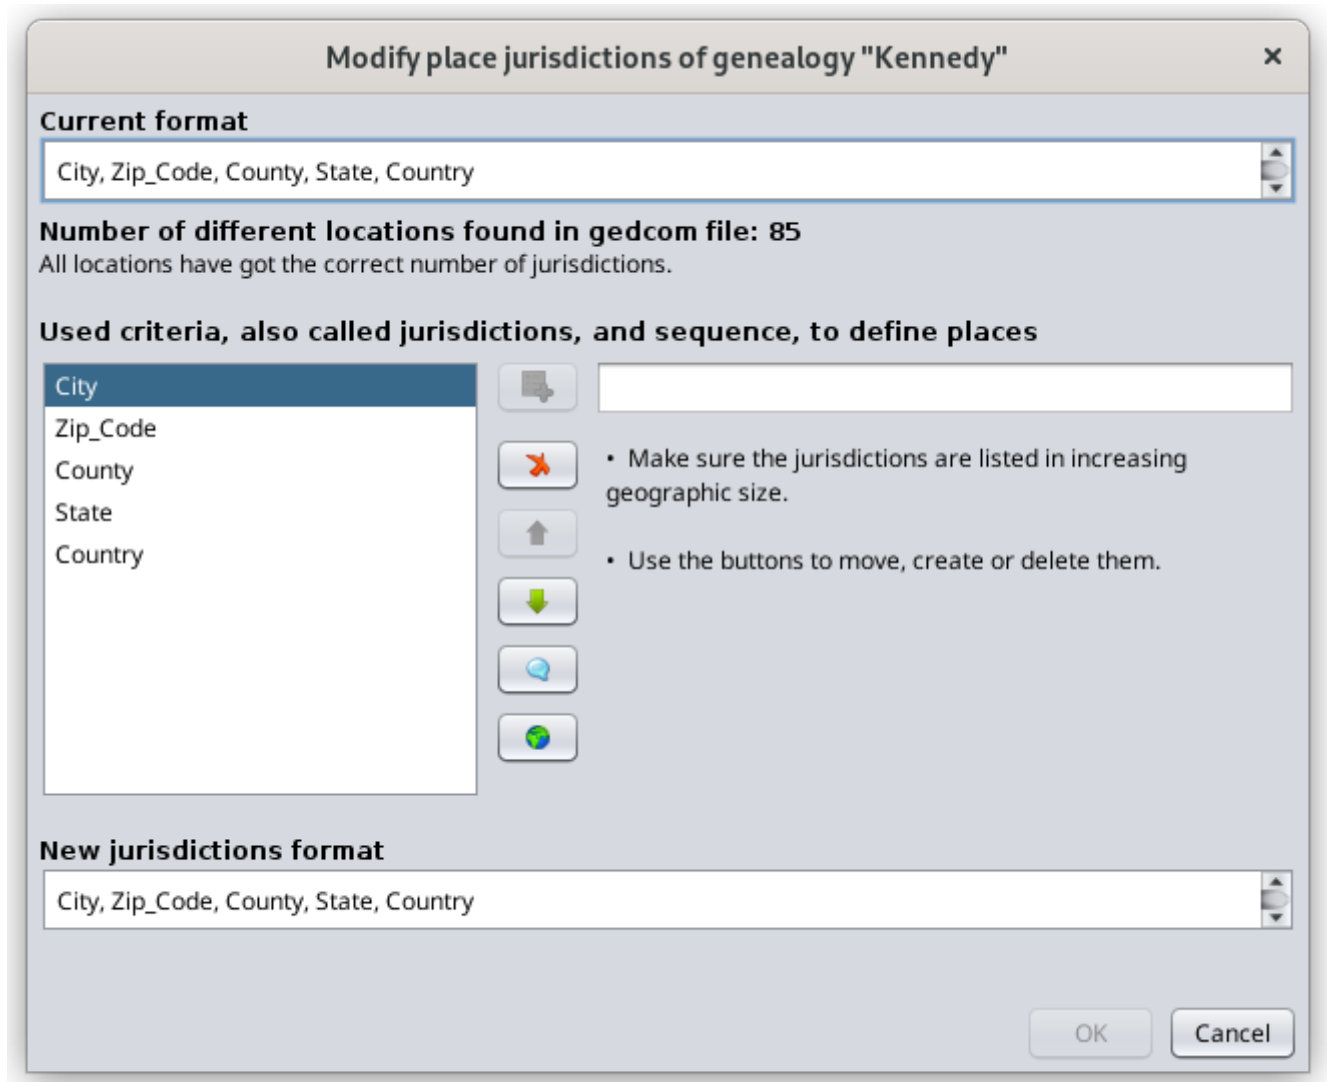 Modify place jurisdictions of genealogy "Kennedy"
Current format
City, Zip_Code, County, State, Country
Number of different locations found in gedcom file: 85
All locations have got the correct number of jurisdictions.
Used criteria, also called jurisdictions, and sequence, to define places
City
Zip_Code
County
State
Country
• Make sure the jurisdictions are listed in increasing
geographic size.
• Use the buttons to move, create or delete them.
New jurisdictions format
City, Zip_Code, County, State, Country
OK
Cancel